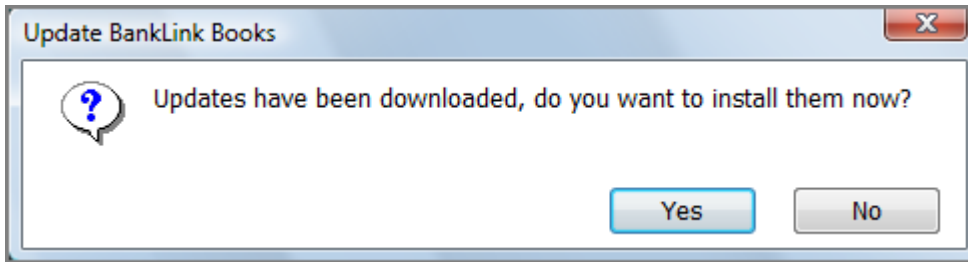 Update BankLink Books
Updates have been downloaded, do you want to install them now?
Yes No